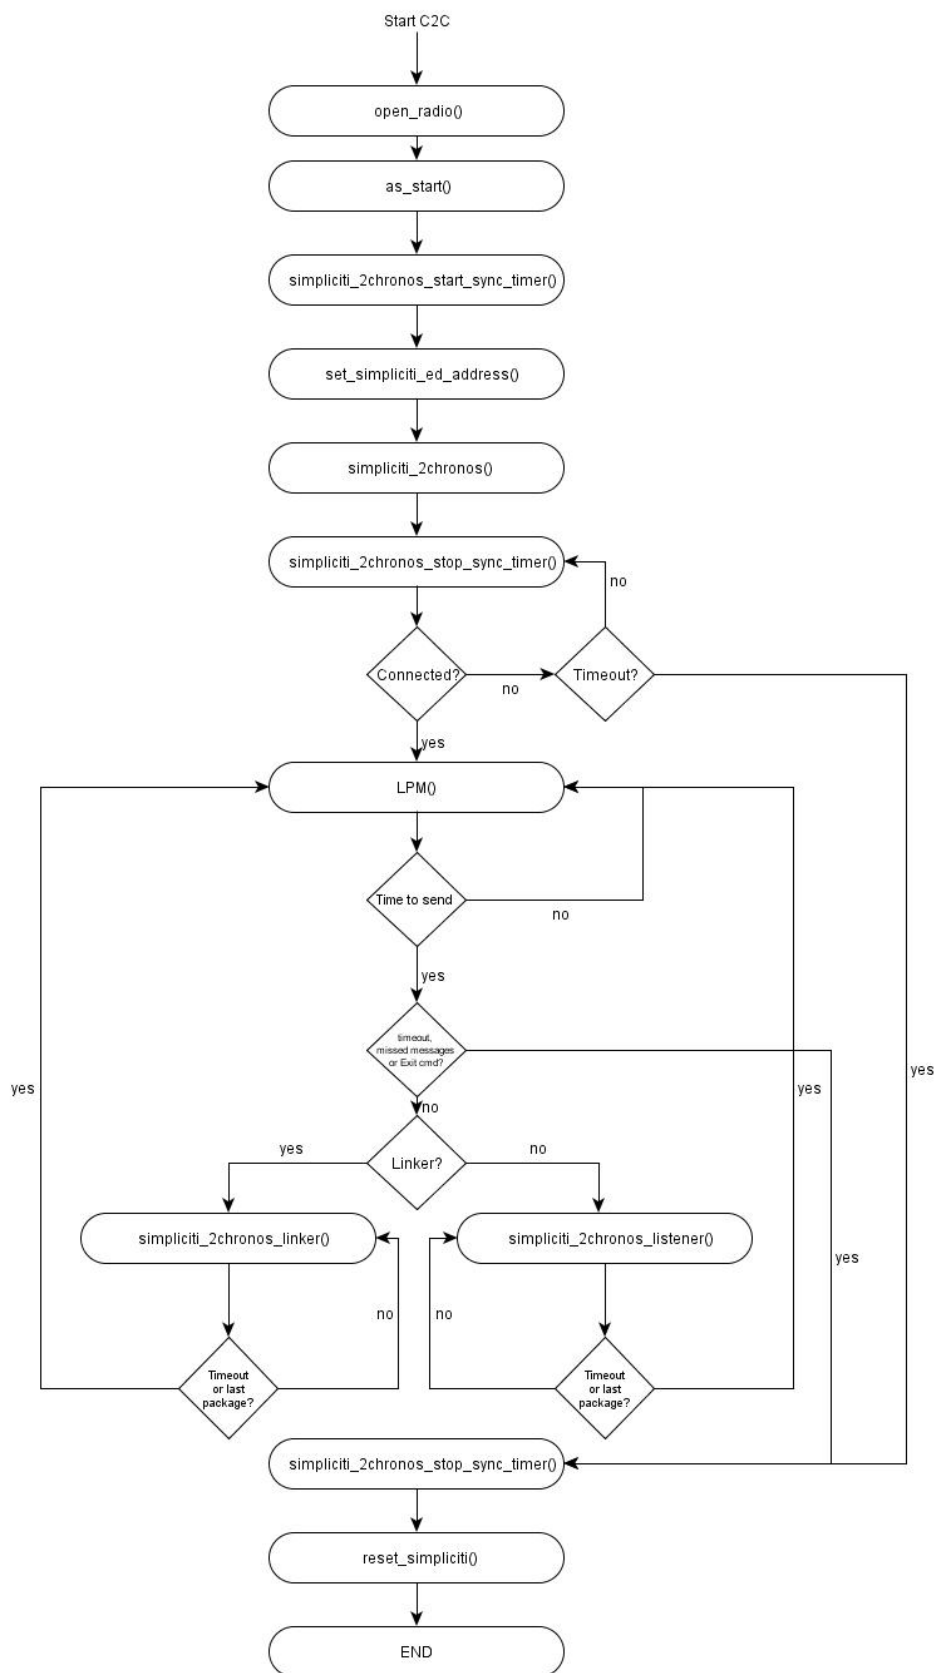 Start C2C
open_radio()
as_start()
simpliciti_2chronos_start_sync_timer()
set_simpliciti_ed_address()
simpliciti_2chronos()
simpliciti_2chronos_stop_sync_timer()
no
Connected?
Timeout?
no
yes
LPM()
Time to send
no
yes
timeout,
missed messages
or Exit cmd?
yes
yes
yes
no
yes
no
Linker?
simpliciti_2chronos_linker()
simpliciti_2chronos_listener()
yes
no
no
Timeout
or last
package?
Timeout
or last
package?
simpliciti_2chronos_stop_sync_timer()
reset_simpliciti()
END